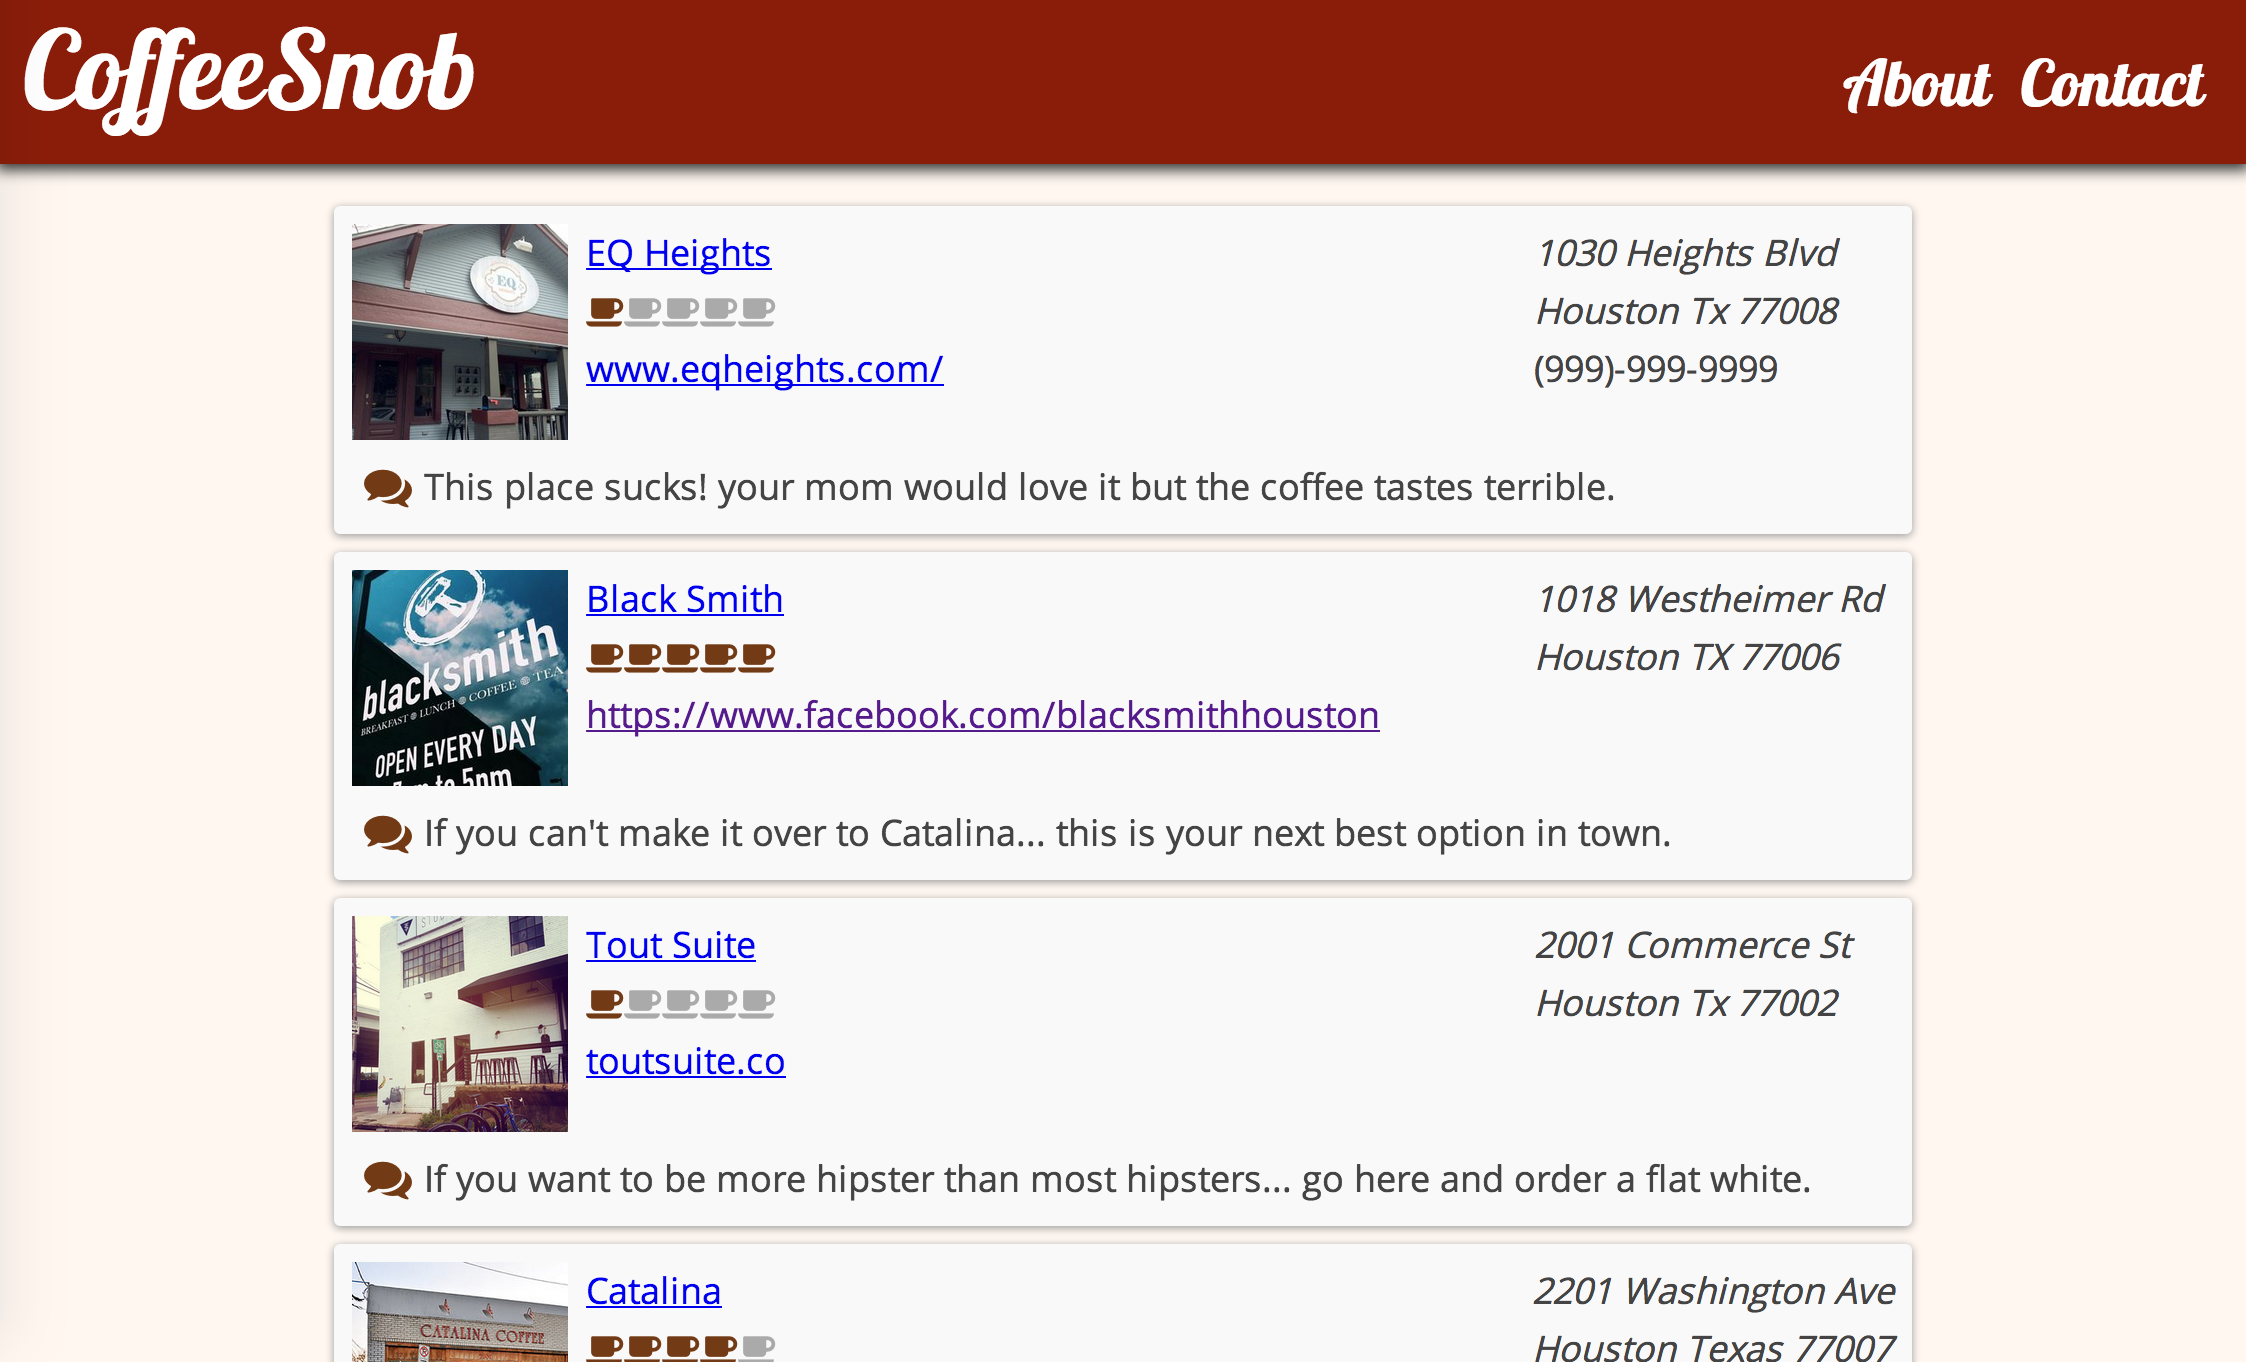 CoffeeSnob
About Contact
EQ Heights
www.eqheights.com/
1030 Heights Blvd
Houston Tx 77008
(999)-999-9999
EQ
This place sucks! your mom would love it but the coffee tastes terrible.
Black Smith
https://www.facebook.com/blacksmithhouston
1018 Westheimer Rd
Houston TX 77006
blacksmith
BREAKFAST LUNCH COFFEE TEA
OPEN EVERY DAY
to 5pm
If you can't make it over to Catalina... this is your next best option in town.
Tout Suite
toutsuite.co
2001 Commerce St
Houston Tx 77002
If you want to be more hipster than most hipsters... go here and order a flat white.
Catalina
2201 Washington Ave
Houston Texas 77007
CATALINA COFFEE